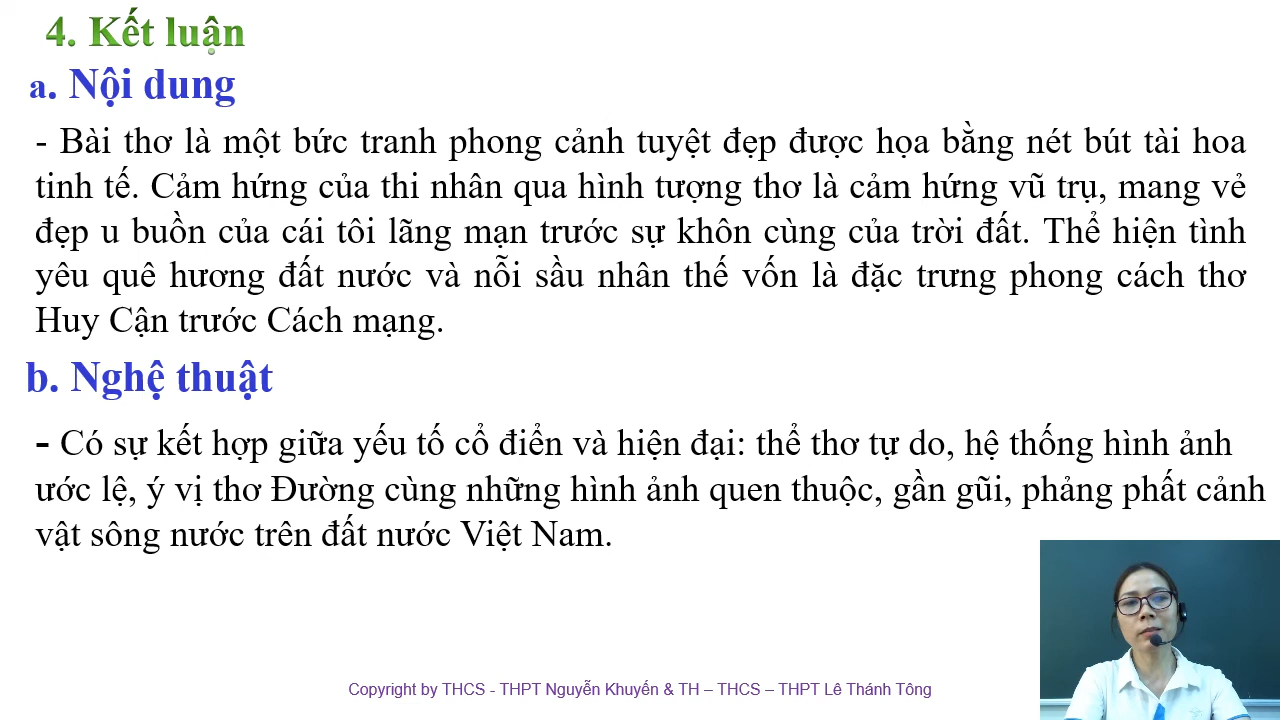 4. Kết luận
a. Nội dung
- Bài thơ là một bức tranh phong cảnh tuyệt đẹp được họa bằng nét bút tài hoa
tinh tế. Cảm hứng của thi nhân qua hình tượng thơ là cảm hứng vũ trụ, mang vẻ
đẹp u buồn của cái tôi lãng mạn trước sự khôn cùng của trời đất. Thể hiện tình
yêu quê hương đất nước và nỗi sầu nhân thế vốn là đặc trưng phong cách thơ
Huy Cận trước Cách mạng.
b. Nghệ thuật
- Có sự kết hợp giữa yếu tố cổ điển và hiện đại: thể thơ tự do, hệ thống hình ảnh
ước lệ, ý vị thơ Đường cùng những hình ảnh quen thuộc, gần gũi, phảng phất cảnh
vật sông nước trên đất nước Việt Nam.
Copyright by THCS - THPT Nguyễn Khuyến & TH – THCS – THPT Lê Thánh Tông